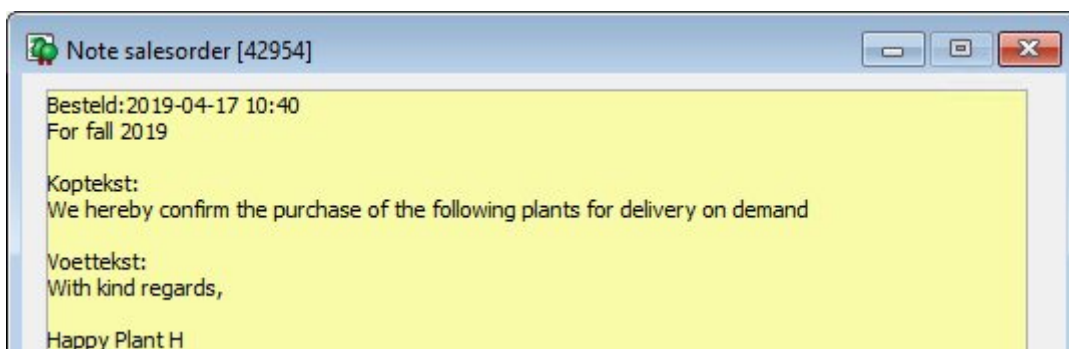 Note salesorder [42954]
Besteld:2019-04-17 10:40
For fall 2019
Koptekst:
We hereby confirm the purchase of the following plants for delivery on demand
Voettekst:
With kind regards,
Happy Plant H